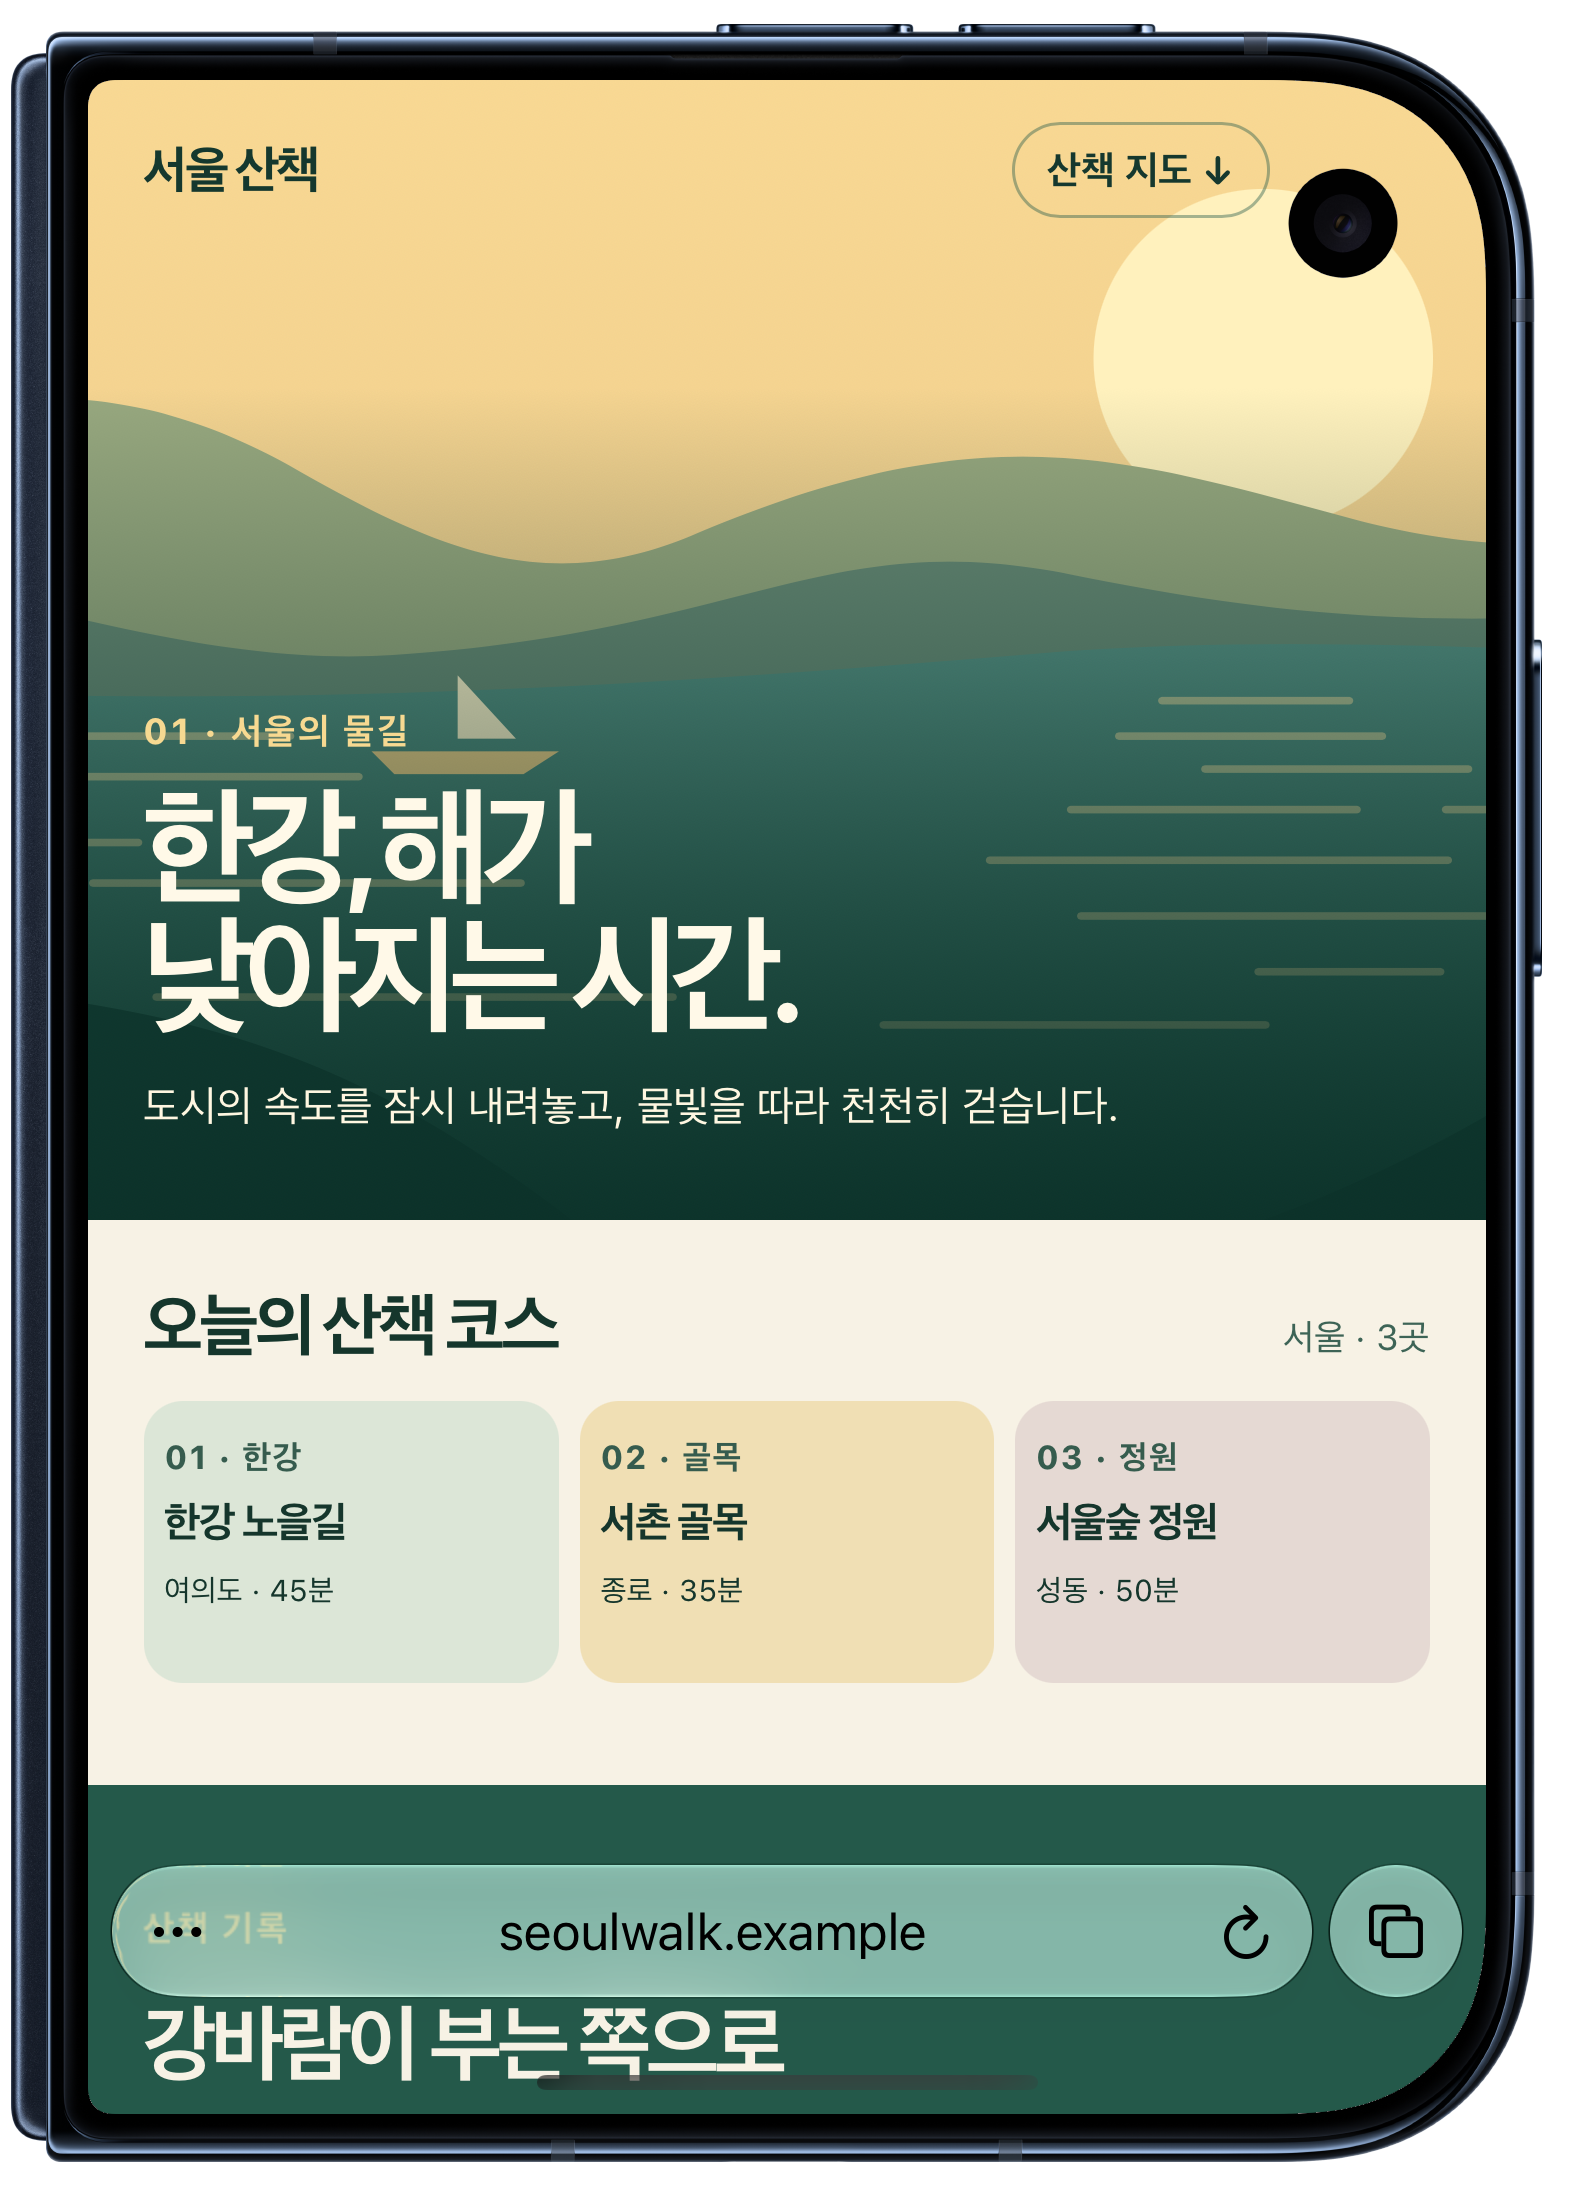 서울 산책
산책 지도 ↓
01 · 서울의 물길
한강, 해가
낮아지는 시간.
도시의 속도를 잠시 내려놓고, 물빛을 따라 천천히 걷습니다.
오늘의 산책 코스
서울 · 3곳
01 · 한강
한강 노을길
여의도 · 45분
02 · 골목
서촌 골목
종로 · 35분
03 · 정원
서울숲 정원
성동 · 50분
산책 기록
seoulwalk.example
강바람이 부는 쪽으로